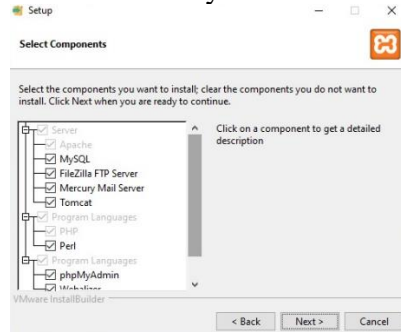 Setup
Select Components
Select the components you want to install; clear the components you do not want to
install. Click Next when you are ready to continue.
Server
Apache
MySQL
FileZilla FTP Server
Mercury Mail Server
Tomcat
Program Languages
PHP
Perl
Program Languages
phpMyAdmin
Webalizer
Click on a component to get a detailed
description
VMware InstallBuilder
< Back
Next >
Cancel